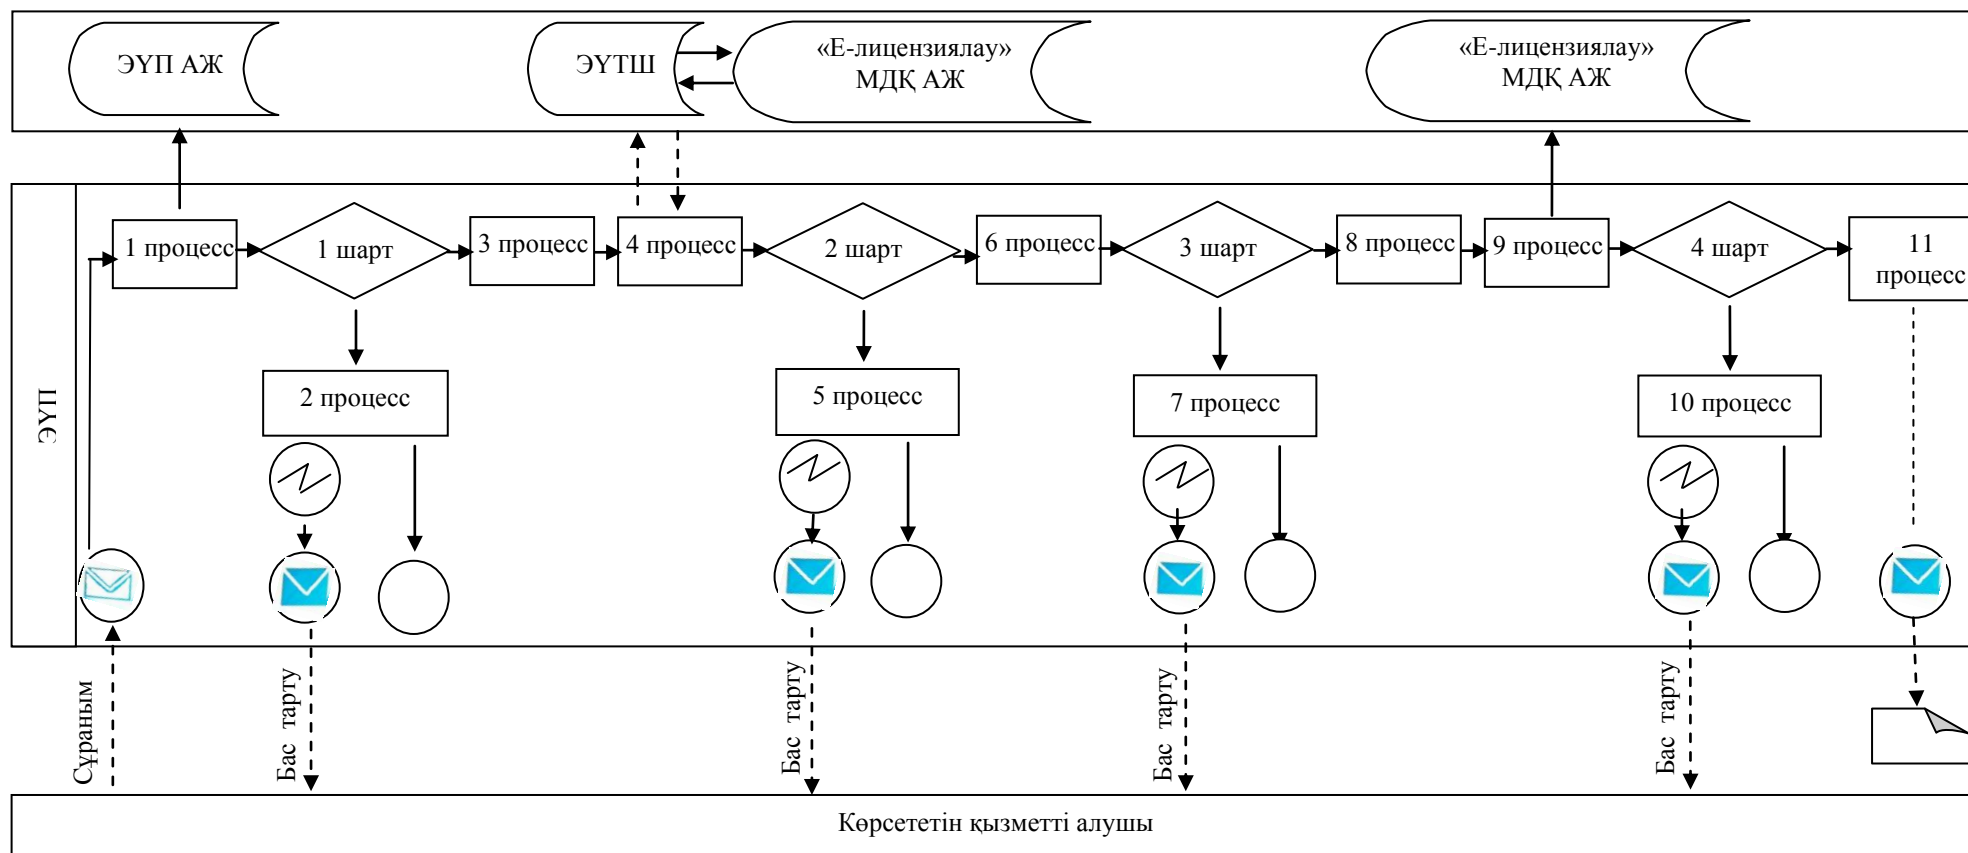 ЭҮП АЖ
ЭҮТШ
«Е-лицензиялау»
МДҚ АЖ
«Е-лицензиялау»
МДҚ АЖ
ЭҮП
1 процесс
1 шарт
3 процесс
4 процесс
2 шарт
6 процесс
3 шарт
8 процесс
9 процесс
4 шарт
11
процесс
2 процесс
5 процесс
7 процесс
10 процесс
Сұраным
Бас тарту
Бас тарту
Бас тарту
Бас тарту
Көрсететін қызметті алушы